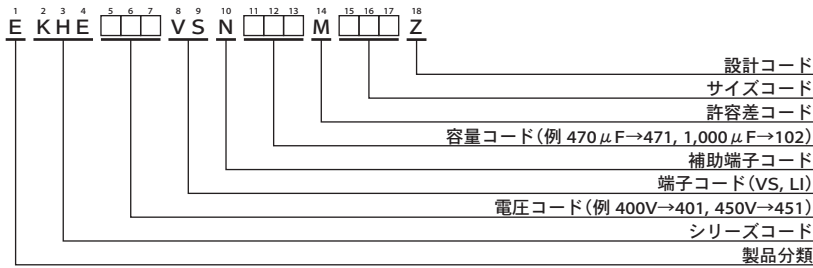 1 2 3 4 5 6 7 8 9 10 11 12 13 14 15 16 17 18
E KHE □□□ VS N □□□ M □□□ Z
設計コード
サイズコード
許容差コード
容量コード(例 470μF→471, 1,000μF→102)
補助端子コード
端子コード(VS, LI)
電圧コード(例 400V→401, 450V→451)
シリーズコード
製品分類